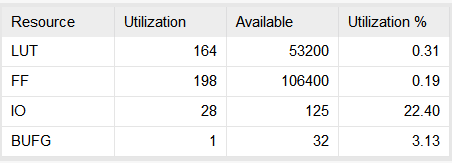 Resource Utilization Available Utilization %
LUT 164 53200 0.31
FF 198 106400 0.19
IO 28 125 22.40
BUFG 1 32 3.13